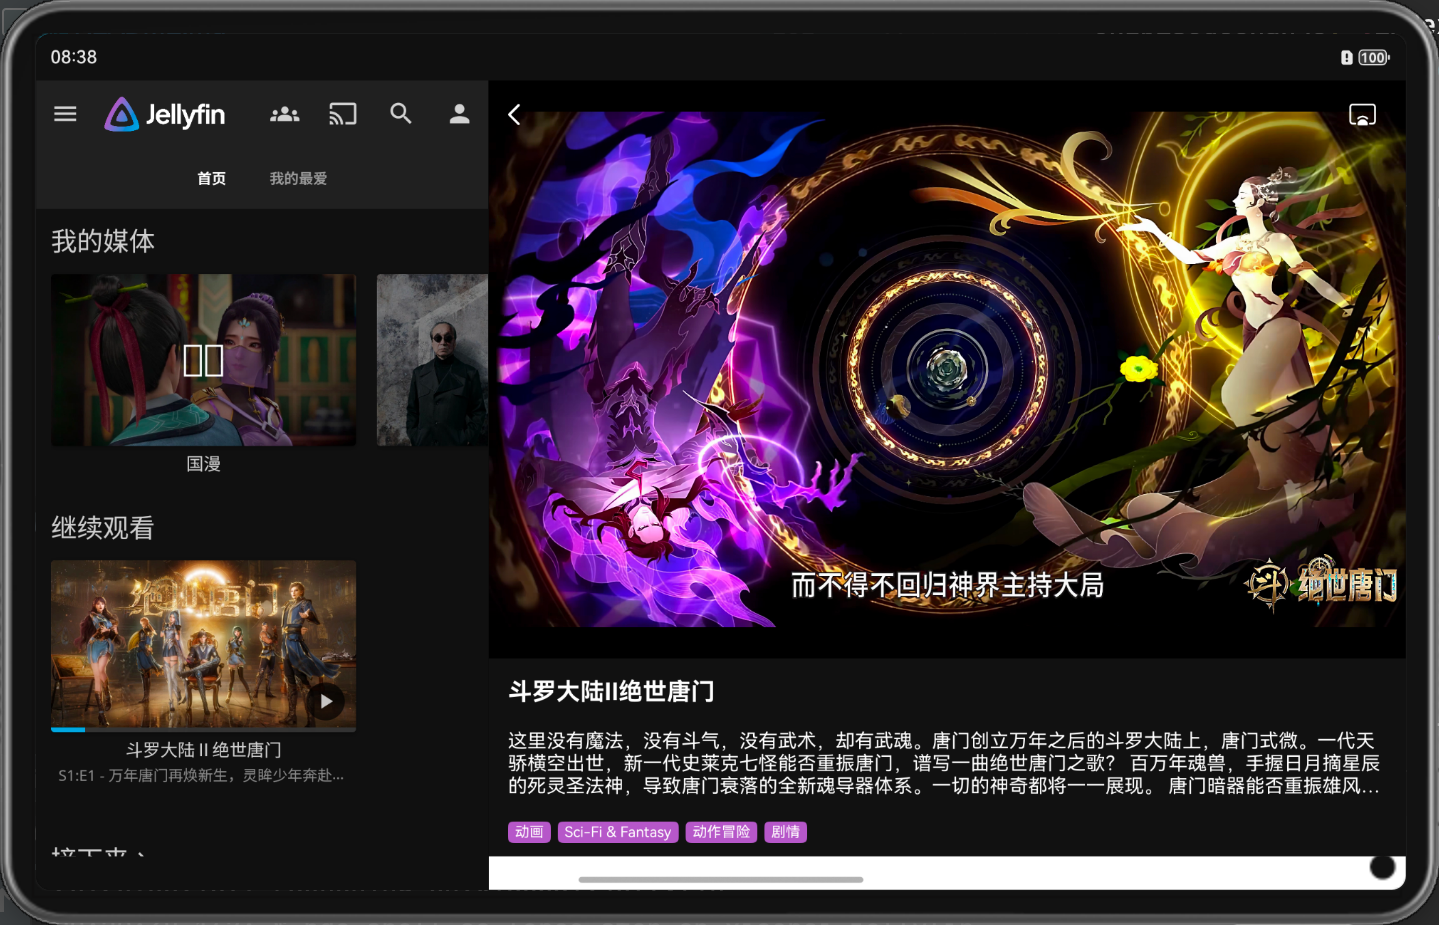 08:38
100
Jellyfin
首页
我的最爱
我的媒体
国漫
继续观看
绝世唐门
斗罗大陆 II 绝世唐门
S1:E1 - 万年唐门再焕新生，灵眸少年奔赴...
接下来
而不得不回归神界主持大局
斗
绝世唐门
斗罗大陆II绝世唐门
这里没有魔法，没有斗气，没有武术，却有武魂。唐门创立万年之后的斗罗大陆上，唐门式微。一代天
骄横空出世，新一代史莱克七怪能否重振唐门，谱写一曲绝世唐门之歌？ 百万年魂兽，手握日月摘星辰
的死灵圣法神，导致唐门衰落的全新魂导器体系。一切的神奇都将一一展现。 唐门暗器能否重振雄风...
动画
Sci-Fi & Fantasy
动作冒险
剧情